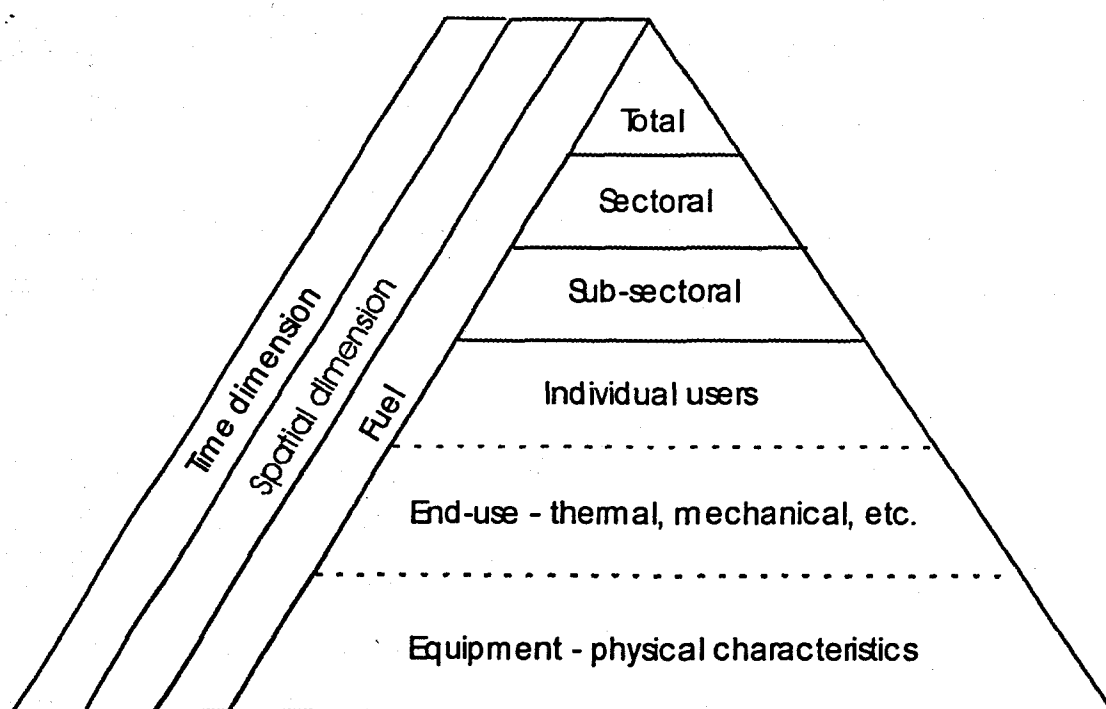 Total
Sectoral
Sub-sectoral
Individual users
End-use - thermal, mechanical, etc.
Equipment - physical characteristics
Time dimension
Spatial dimension
Fuel